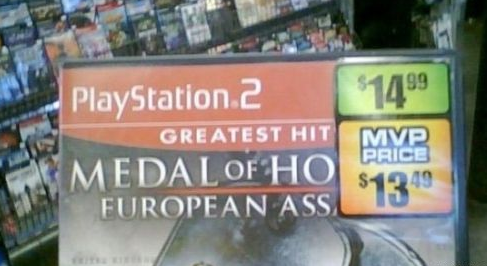 PlayStation.2
GREATEST HIT
MEDAL OF HO
EUROPEAN ASS
$14.99
MVP
PRICE
$13.49